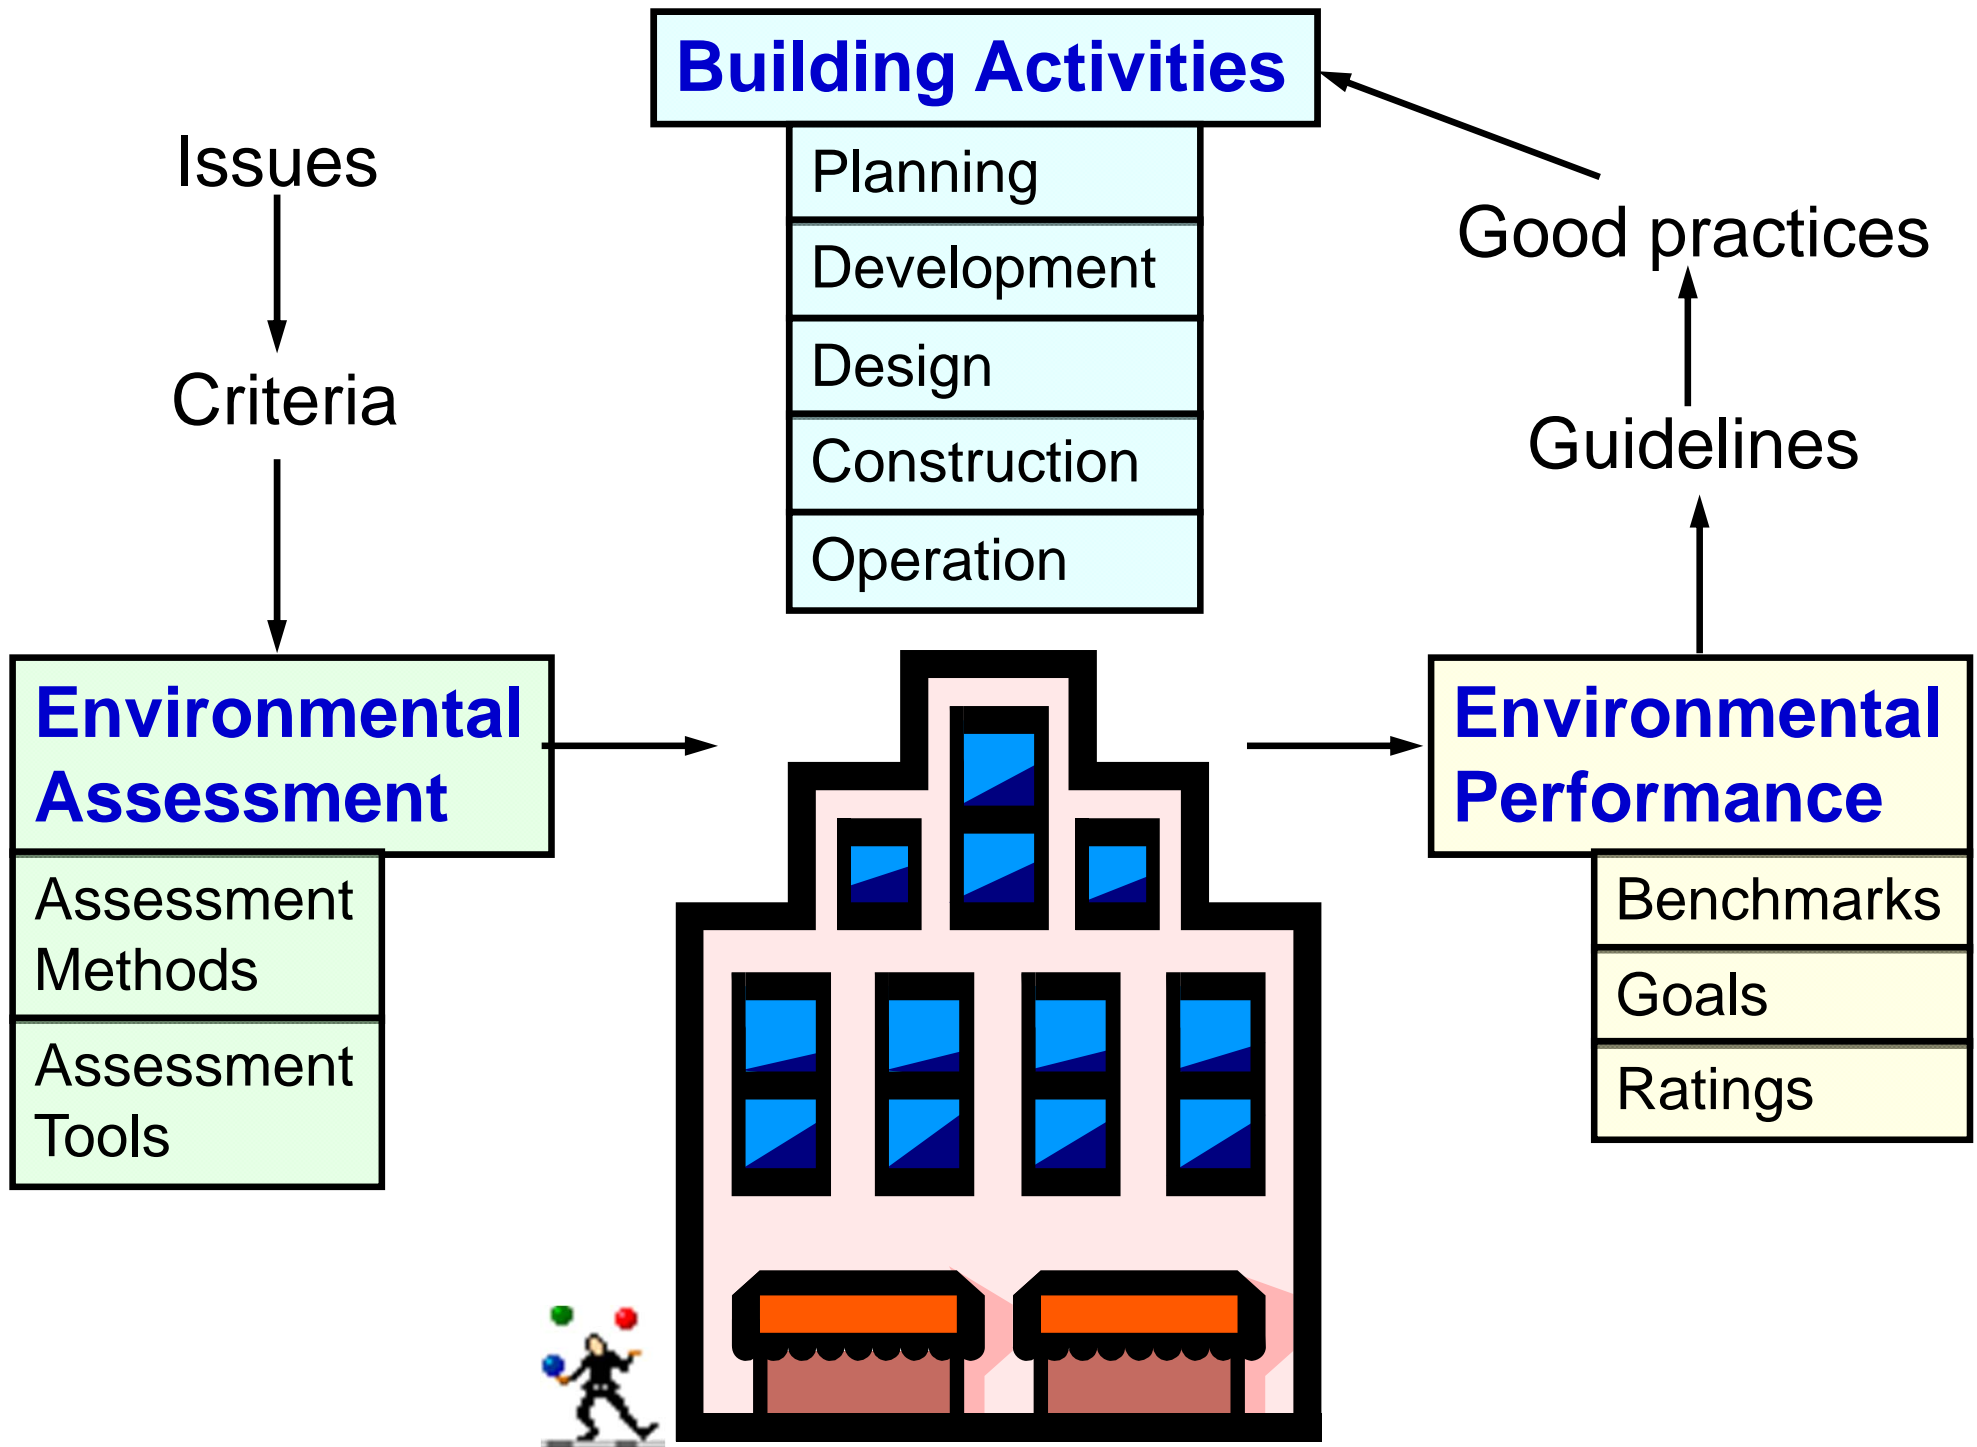 Building Activities
Planning
Development
Design
Construction
Operation
Issues
Criteria
Environmental
Assessment
Assessment
Methods
Assessment
Tools
Good practices
Guidelines
Environmental
Performance
Benchmarks
Goals
Ratings